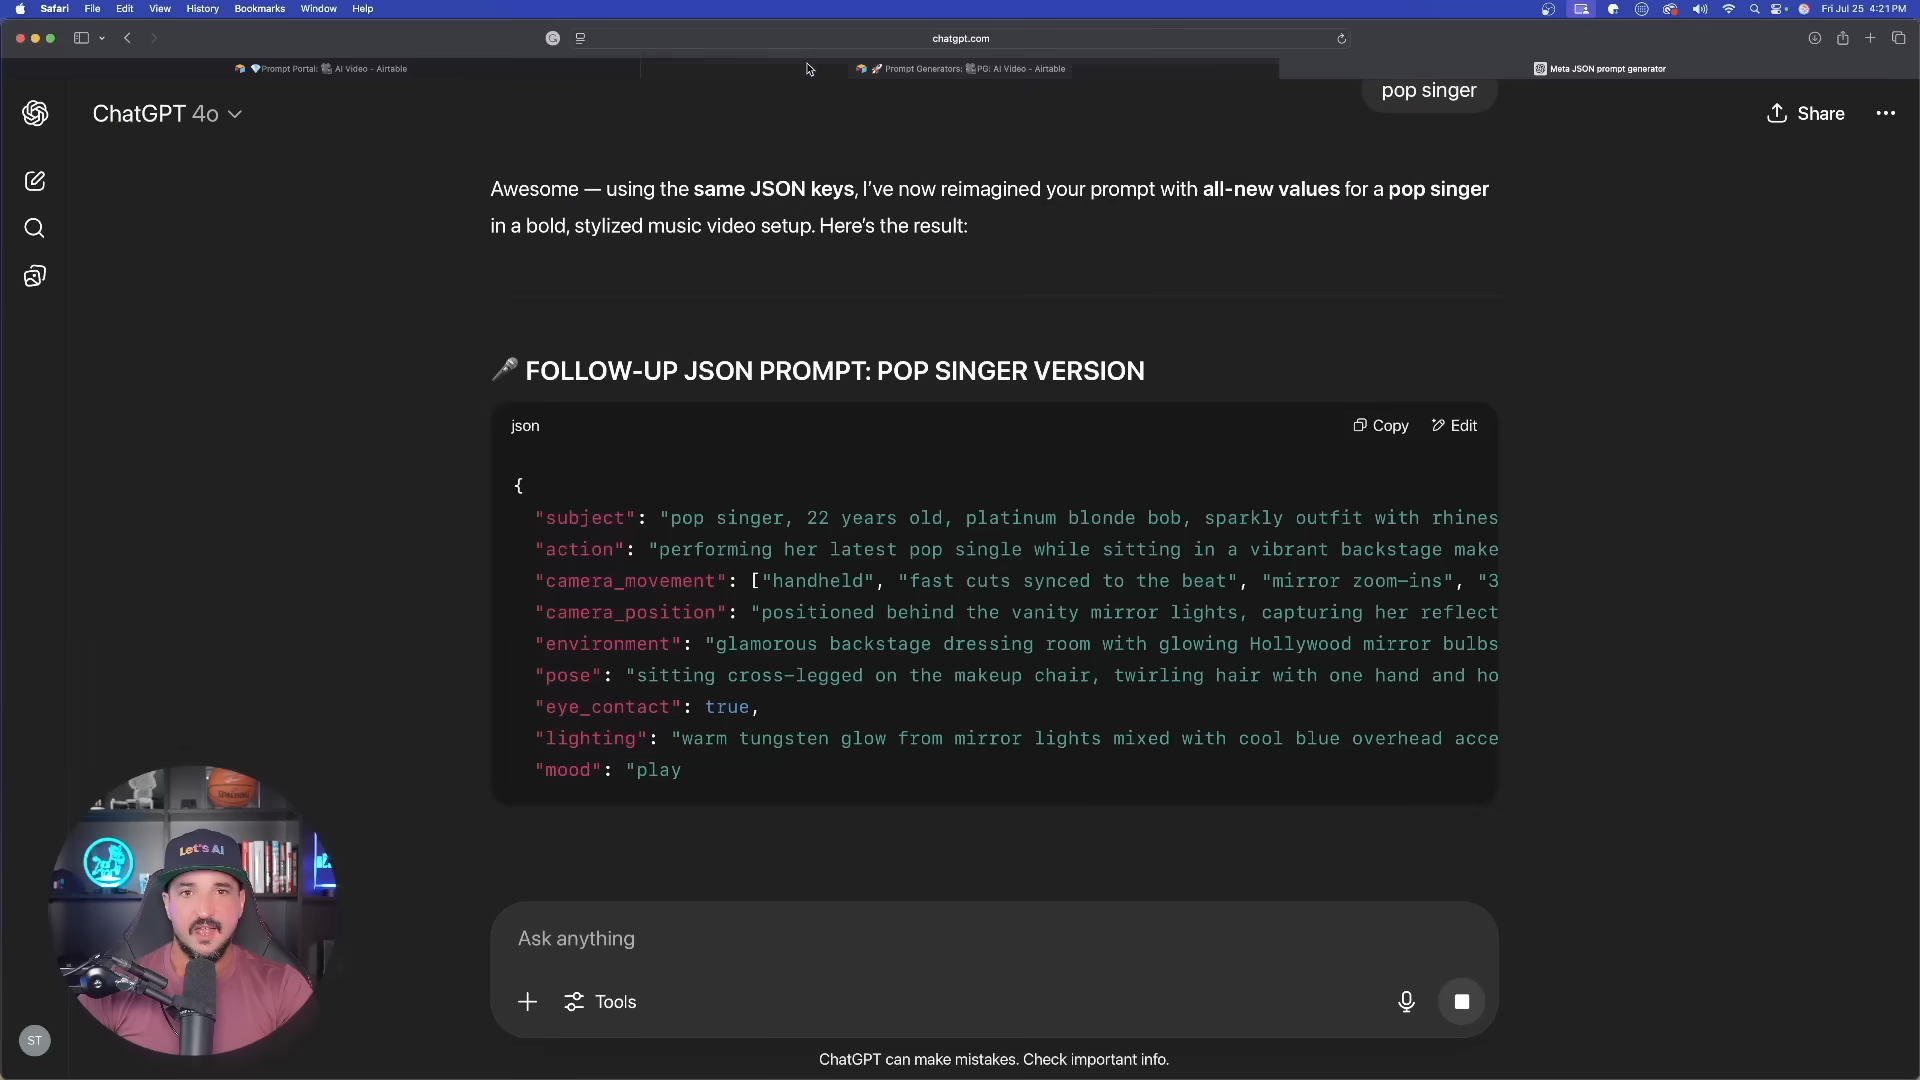 Safari File Edit View History Bookmarks Window Help
Fri Jul 25 4:21 PM
chatgpt.com
Prompt Portal: AI Video - Airtable
Prompt Generators: PG: AI Video - Airtable
Meta JSON prompt generator
ChatGPT 4o
pop singer
Share
Awesome — using the same JSON keys, I've now reimagined your prompt with all-new values for a pop singer
in a bold, stylized music video setup. Here's the result:
FOLLOW-UP JSON PROMPT: POP SINGER VERSION
json
Copy
Edit
{
"subject": "pop singer, 22 years old, platinum blonde bob, sparkly outfit with rhines
"action": "performing her latest pop single while sitting in a vibrant backstage make
"camera_movement": ["handheld", "fast cuts synced to the beat", "mirror zoom-ins", "3
"camera_position": "positioned behind the vanity mirror lights, capturing her reflect
"environment": "glamorous backstage dressing room with glowing Hollywood mirror bulbs
"pose": "sitting cross-legged on the makeup chair, twirling hair with one hand and ho
"eye_contact": true,
"lighting": "warm tungsten glow from mirror lights mixed with cool blue overhead acce
"mood": "play
Let's AI
SPALDING
Ask anything
Tools
ST
ChatGPT can make mistakes. Check important info.